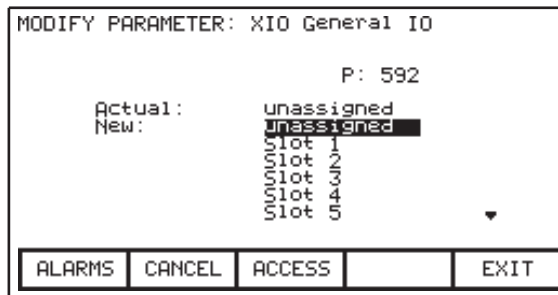 MODIFY PARAMETER: XIO General IO
P: 592
Actual: unassigned
New: unassigned
Slot 1
Slot 2
Slot 3
Slot 4
Slot 5
ALARMS CANCEL ACCESS EXIT